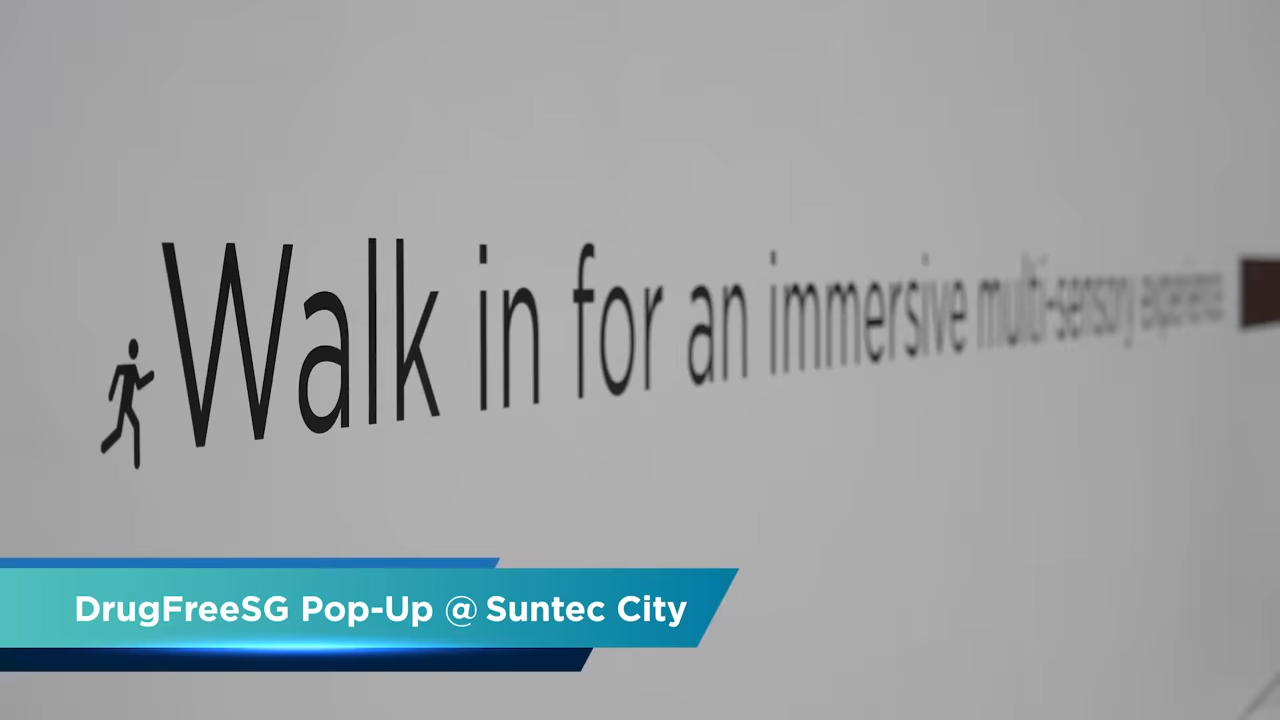 Walk in for an immersive multi-sensory experience
DrugFreeSG Pop-Up @ Suntec City